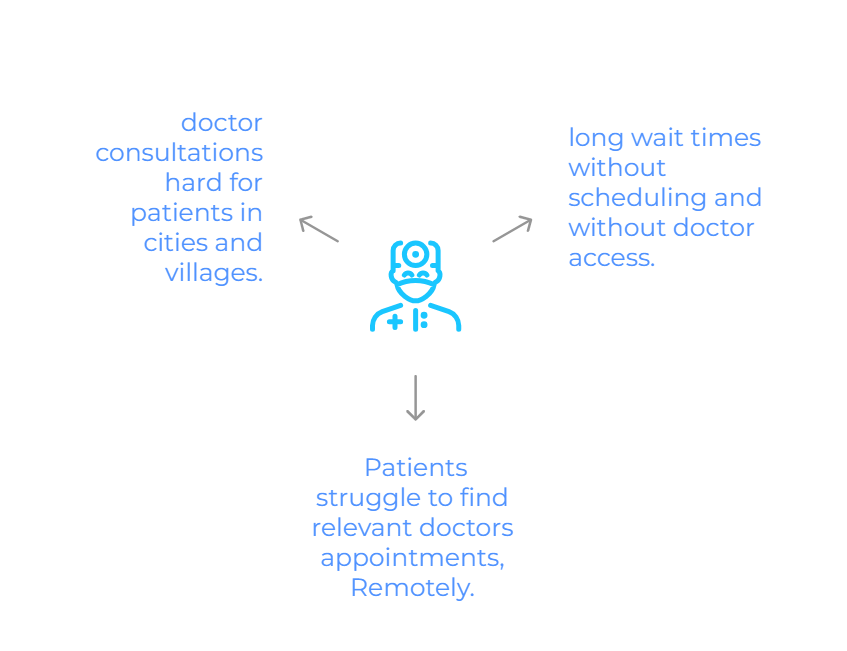 doctor
consultations
hard for
patients in
cities and
villages.
long wait times
without
scheduling and
without doctor
access.
Patients
struggle to find
relevant doctors
appointments,
Remotely.